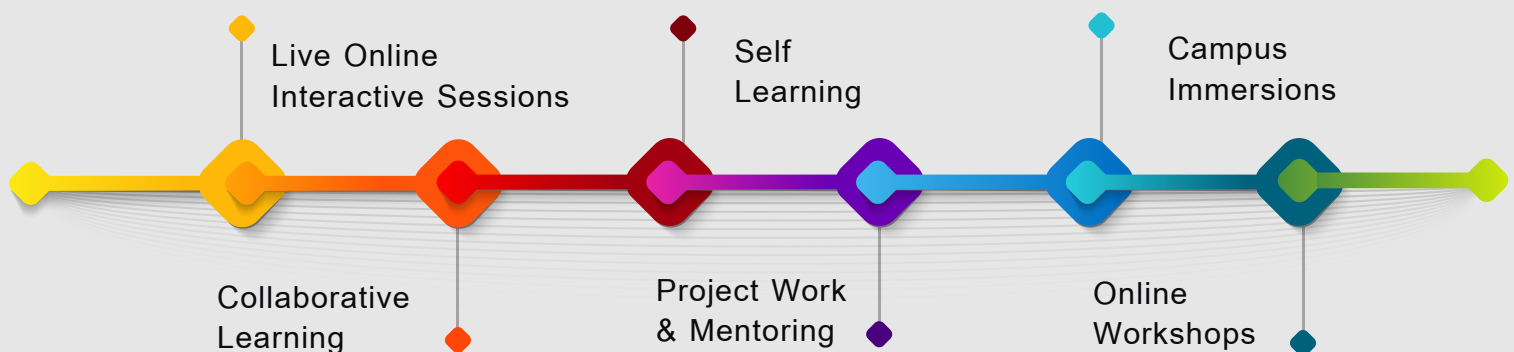 Live Online
Interactive Sessions
Collaborative
Learning
Self
Learning
Project Work
& Mentoring
Campus
Immersions
Online
Workshops